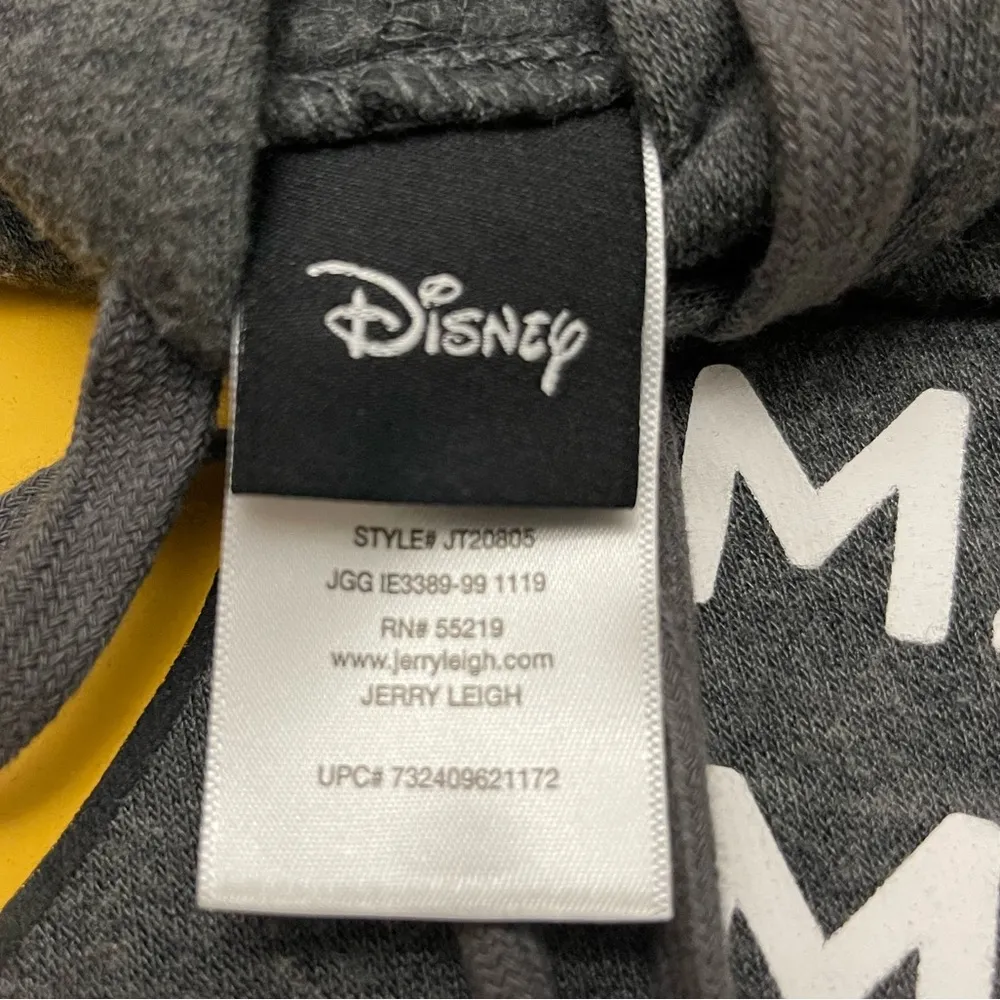 Disney
STYLE# JT20805
JGG IE3389-99 1119
RN# 55219
www.jerryleigh.com
JERRY LEIGH
UPC# 732409621172
M
M